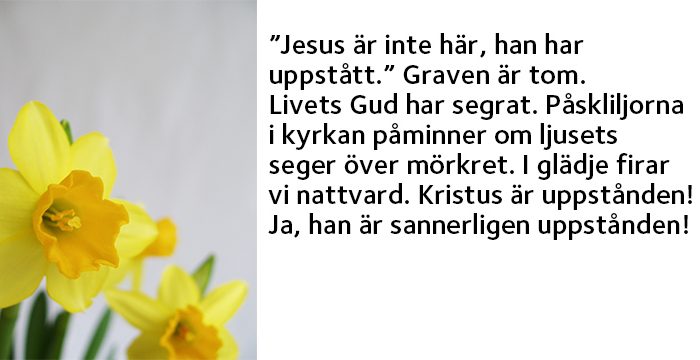 ”Jesus är inte här, han har
uppstått.” Graven är tom.
Livets Gud har segrat. Påskliljorna
i kyrkan påminner om ljusets
seger över mörkret. I glädje firar
vi nattvard. Kristus är uppstånden!
Ja, han är sannerligen uppstånden!